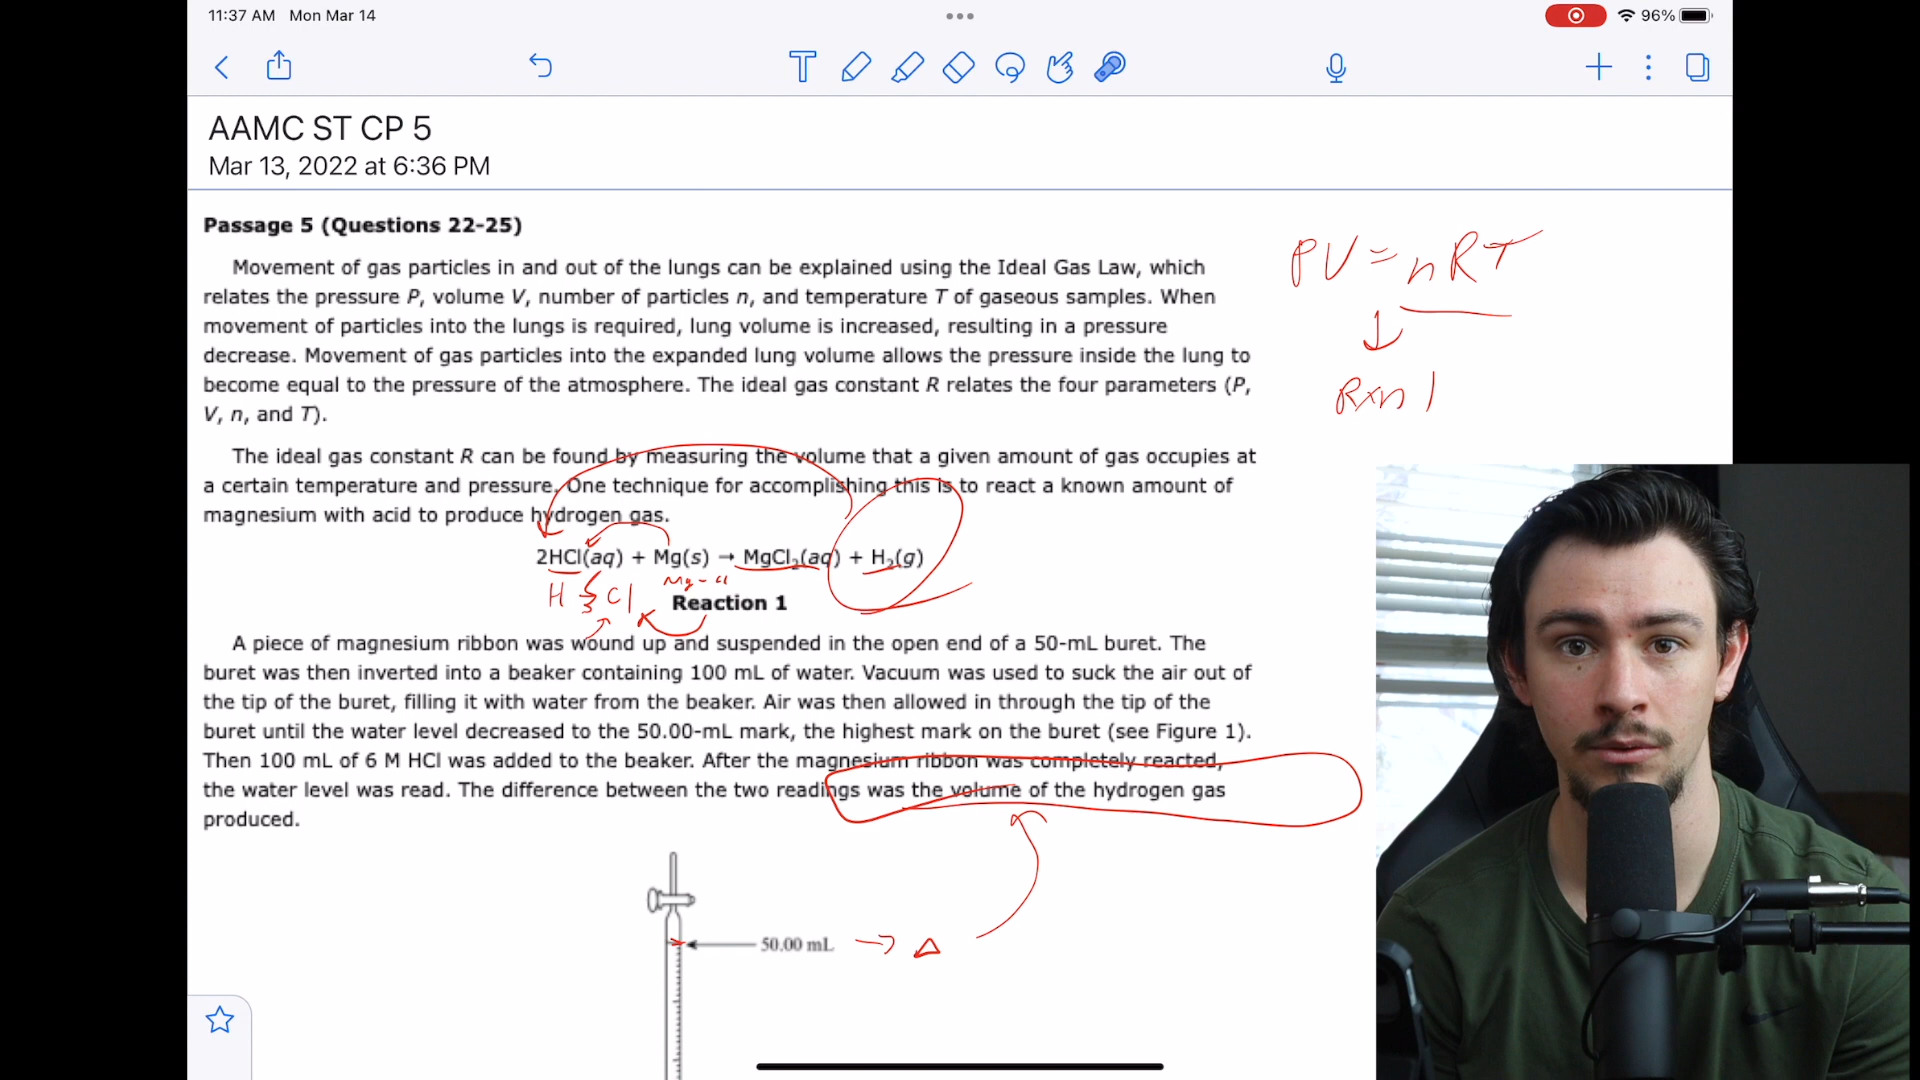 11:37 AM Mon Mar 14
96%
AAMC ST CP 5
Mar 13, 2022 at 6:36 PM
Passage 5 (Questions 22-25)
Movement of gas particles in and out of the lungs can be explained using the Ideal Gas Law, which
relates the pressure P, volume V, number of particles n, and temperature T of gaseous samples. When
movement of particles into the lungs is required, lung volume is increased, resulting in a pressure
decrease. Movement of gas particles into the expanded lung volume allows the pressure inside the lung to
become equal to the pressure of the atmosphere. The ideal gas constant R relates the four parameters (P,
V, n, and T).
PV = nRT
Rxn 1
The ideal gas constant R can be found by measuring the volume that a given amount of gas occupies at
a certain temperature and pressure. One technique for accomplishing this is to react a known amount of
magnesium with acid to produce hydrogen gas.
2HCl(aq) + Mg(s) → MgCl₂(aq) + H₂(g)
H Cl
Reaction 1
A piece of magnesium ribbon was wound up and suspended in the open end of a 50-mL buret. The
buret was then inverted into a beaker containing 100 mL of water. Vacuum was used to suck the air out of
the tip of the buret, filling it with water from the beaker. Air was then allowed in through the tip of the
buret until the water level decreased to the 50.00-mL mark, the highest mark on the buret (see Figure 1).
Then 100 mL of 6 M HCl was added to the beaker. After the magnesium ribbon was completely reacted,
the water level was read. The difference between the two readings was the volume of the hydrogen gas
produced.
50.00 mL → Δ